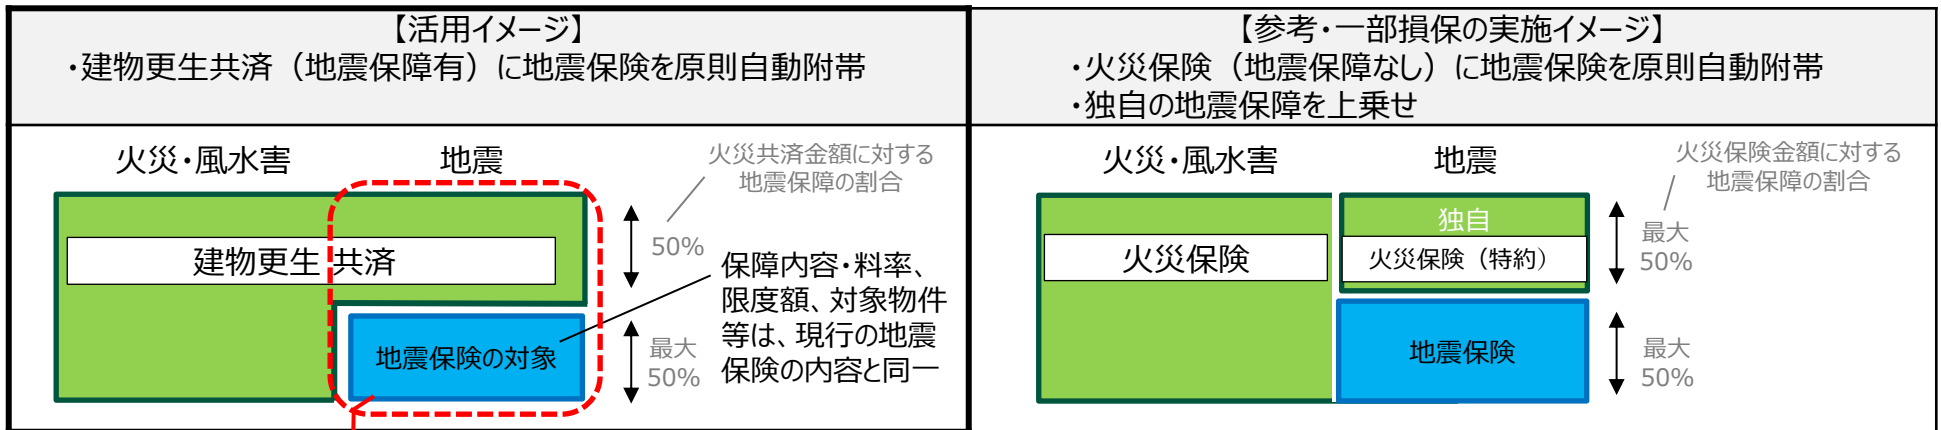 【活用イメージ】
・建物更生共済（地震保障有）に地震保険を原則自動附帯
火災・風水害
地震
火災共済金額に対する
地震保障の割合
50%
建物更生 共済
保障内容・料率、
限度額、対象物件
等は、現行の地震
保険の内容と同一
地震保険の対象
最大
50%
【参考・一部損保の実施イメージ】
・火災保険（地震保障なし）に地震保険を原則自動附帯
・独自の地震保障を上乗せ
火災・風水害
地震
火災保険金額に対する
地震保障の割合
独自
火災保険
火災保険（特約）
最大
50%
地震保険
最大
50%